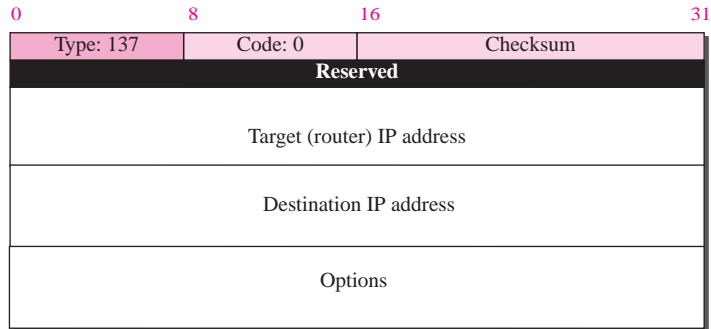 0 8 16 31
Type: 137 Code: 0 Checksum
Reserved
Target (router) IP address
Destination IP address
Options